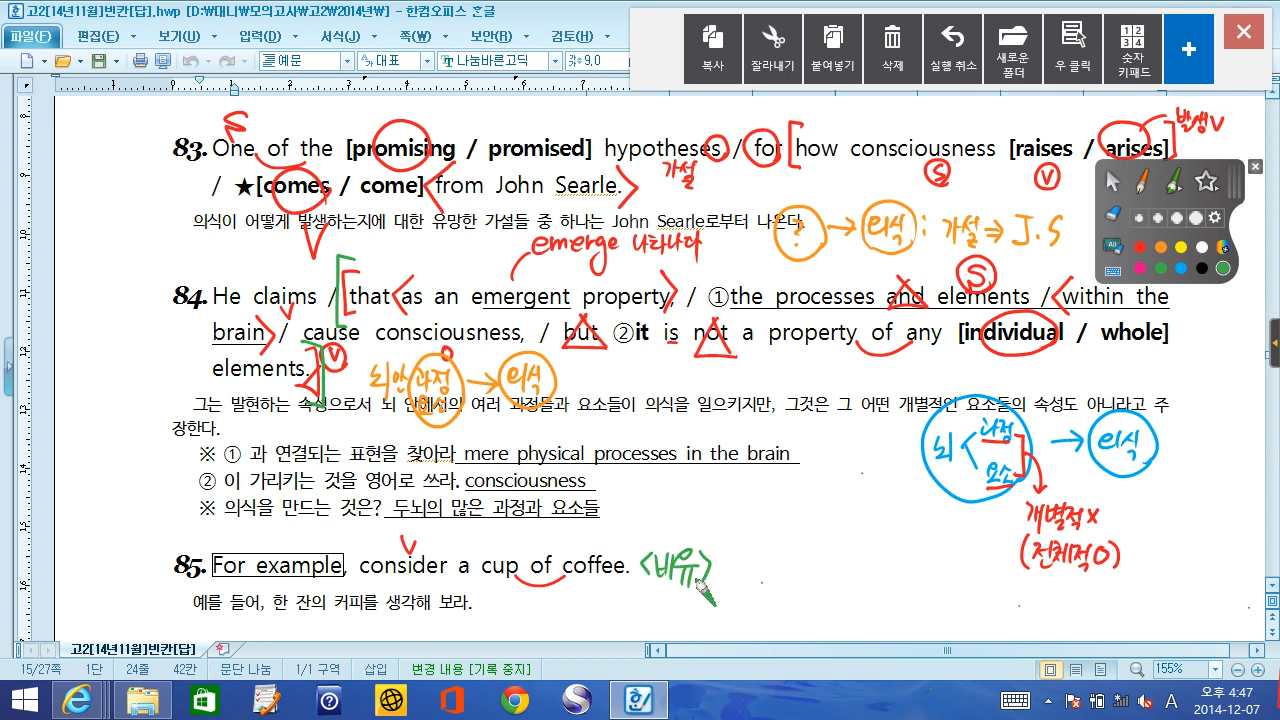 고2[14년11월]빈칸[답].hwp [D:₩대니₩모의고사₩고2₩2014년₩] - 한컴오피스 한글
파일(F) 편집(E) 보기(U) 입력(D) 서식(J) 쪽(W) 보안(B) 검토(H)
복사 잘라내기 붙여넣기 삭제 실행 취소 새로운 폴더 우 클릭 숫자 키패드
예문 대표 나눔바른고딕 9,0
S 발생 V
83. One of the [promising / promised] hypotheses / for how consciousness [raises / arises]
가설 S V
/ ★[comes / come] from John Searle.
의식이 어떻게 발생하는지에 대한 유망한 가설들 중 하나는 John Searle로부터 나온다.
? → 의식 : 가설 ⇒ J.S
V emerge 나타나다 S
84. He claims / that as an emergent property, / ①the processes and elements / within the
V
brain / cause consciousness, / but ②it is not a property of any [individual / whole]
V O
elements.
뇌안 과정 → 의식
그는 발현하는 속성으로서 뇌 안에서의 여러 과정들과 요소들이 의식을 일으키지만, 그것은 그 어떤 개별적인 요소들의 속성도 아니라고 주
장한다.
뇌 < 과정 요소 → 의식
※ ① 과 연결되는 표현을 찾아라 mere physical processes in the brain
② 이 가리키는 것을 영어로 쓰라. consciousness
※ 의식을 만드는 것은? 두뇌의 많은 과정과 요소들
개별적 X
(전체적 O)
V
85. For example, consider a cup of coffee. <비유>
예를 들어, 한 잔의 커피를 생각해 보라.
고2[14년11월]빈칸[답]
15/27쪽 1단 24줄 42칸 문단 나눔 1/1 구역 삽입 변경 내용 [기록 중지] 155%
A 오후 4:47
2014-12-07